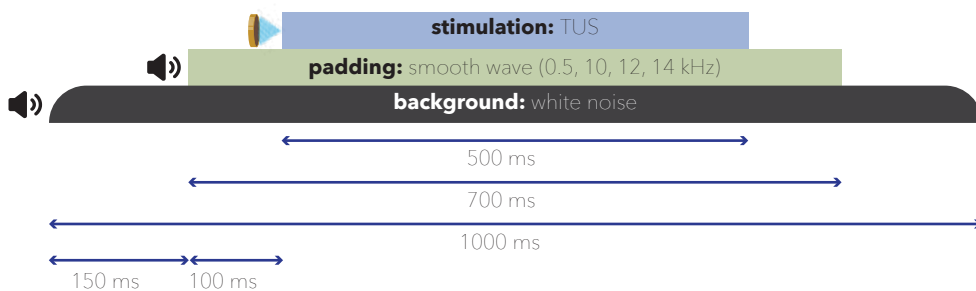 stimulation: TUS
padding: smooth wave (0.5, 10, 12, 14 kHz)
background: white noise
500 ms
700 ms
1000 ms
150 ms 100 ms